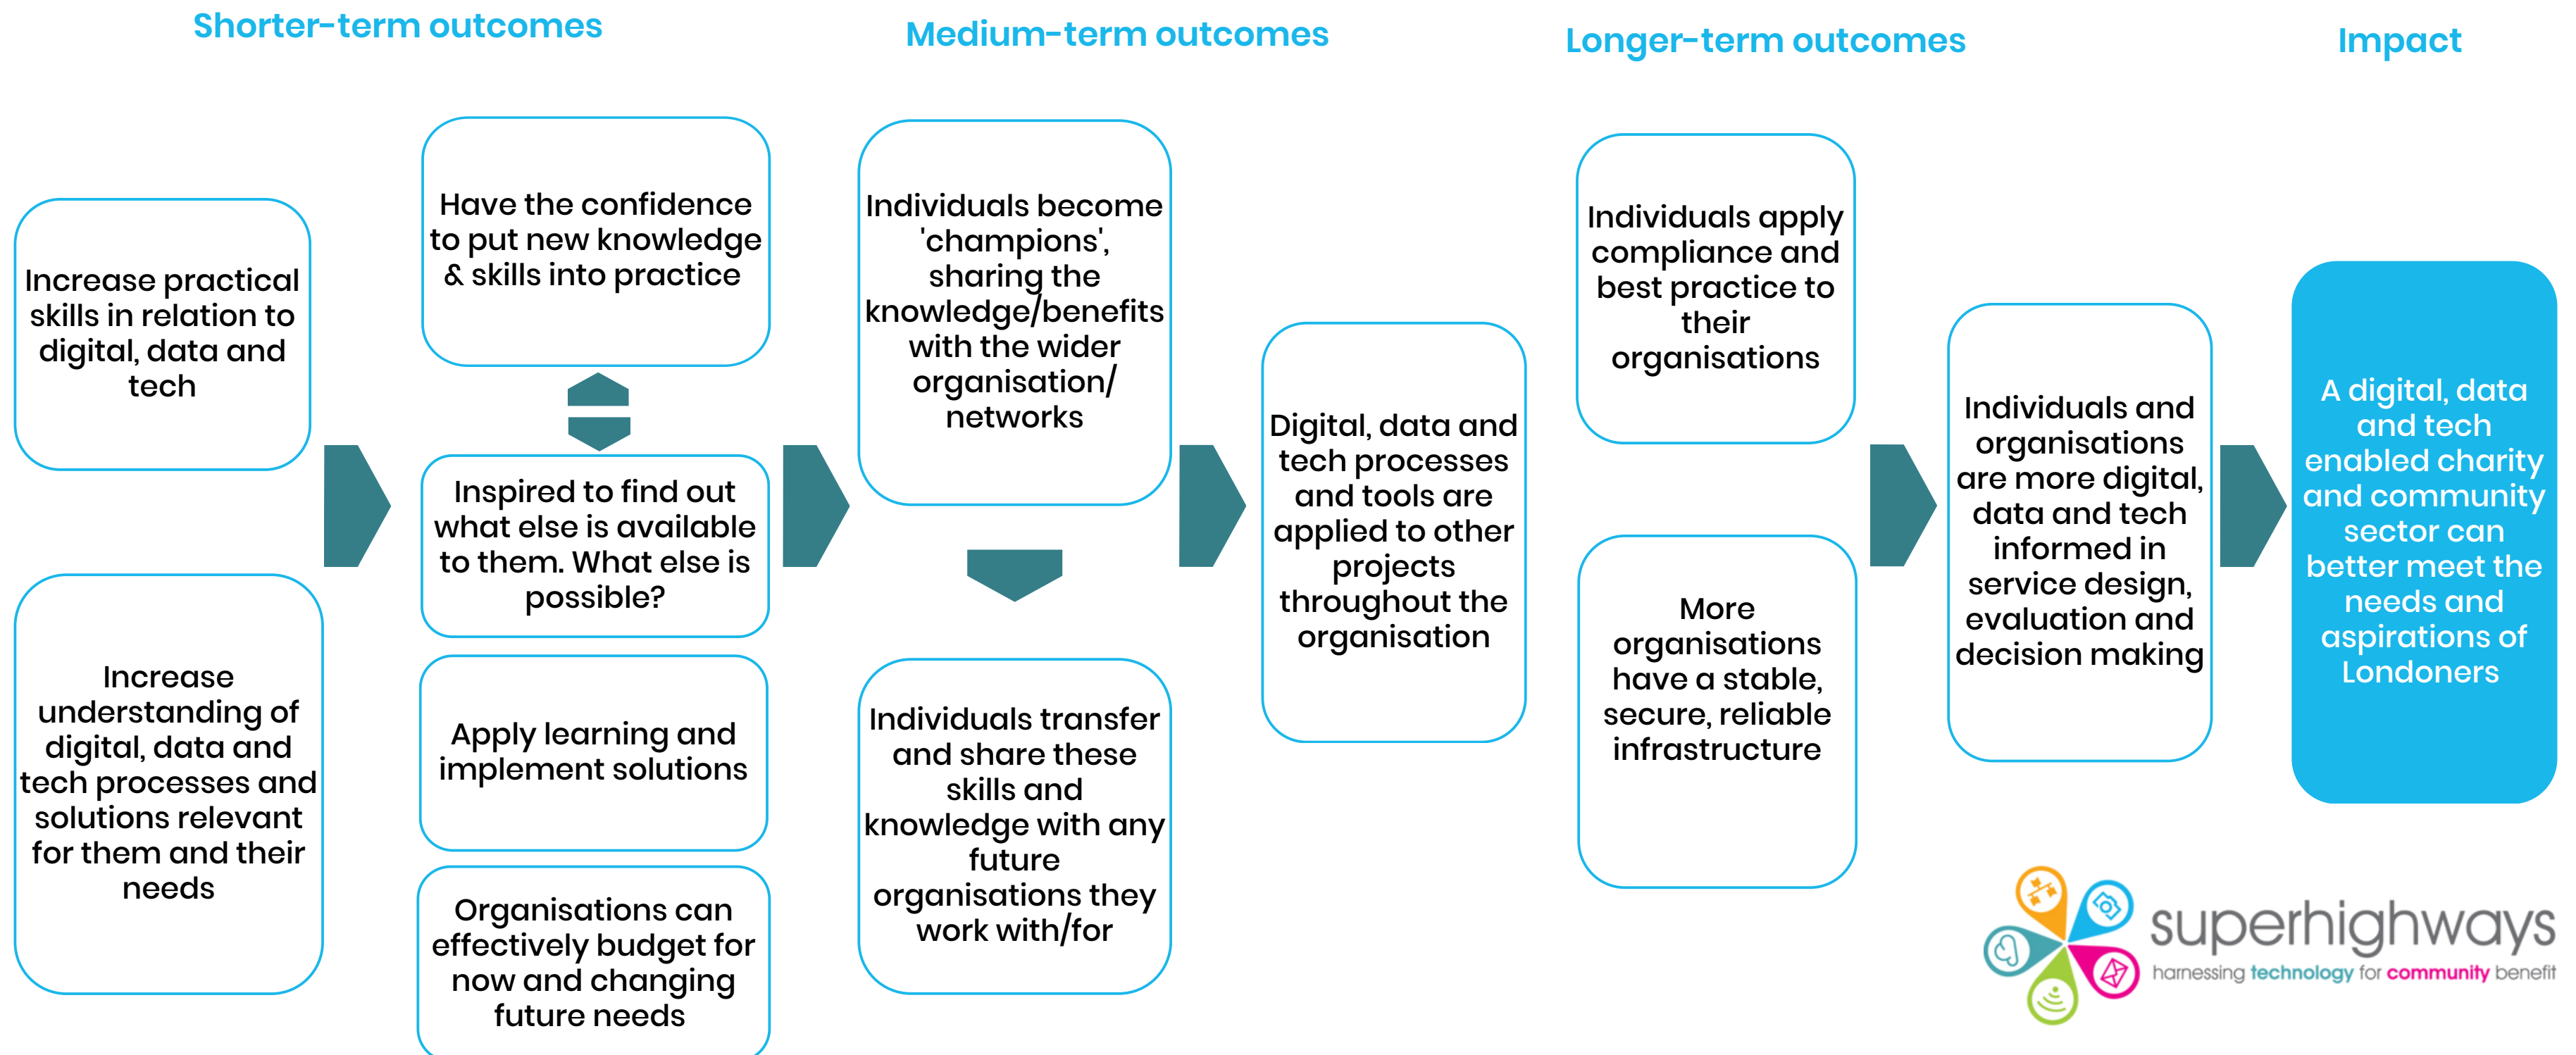 Shorter-term outcomes
Medium-term outcomes
Longer-term outcomes
Impact
Increase practical
skills in relation to
digital, data and
tech
Increase
understanding of
digital, data and
tech processes and
solutions relevant
for them and their
needs
Have the confidence
to put new knowledge
& skills into practice
Inspired to find out
what else is available
to them. What else is
possible?
Apply learning and
implement solutions
Organisations can
effectively budget for
now and changing
future needs
Individuals become
'champions',
sharing the
knowledge/benefits
with the wider
organisation/
networks
Individuals transfer
and share these
skills and
knowledge with any
future
organisations they
work with/for
Digital, data and
tech processes
and tools are
applied to other
projects
throughout the
organisation
Individuals apply
compliance and
best practice to
their
organisations
More
organisations
have a stable,
secure, reliable
infrastructure
Individuals and
organisations
are more digital,
data and tech
informed in
service design,
evaluation and
decision making
A digital, data
and tech
enabled charity
and community
sector can
better meet the
needs and
aspirations of
Londoners
superhighways
harnessing technology for community benefit